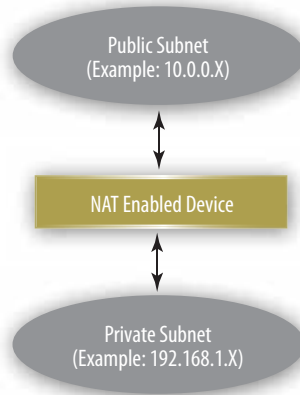 Public Subnet
(Example: 10.0.0.X)
NAT Enabled Device
Private Subnet
(Example: 192.168.1.X)